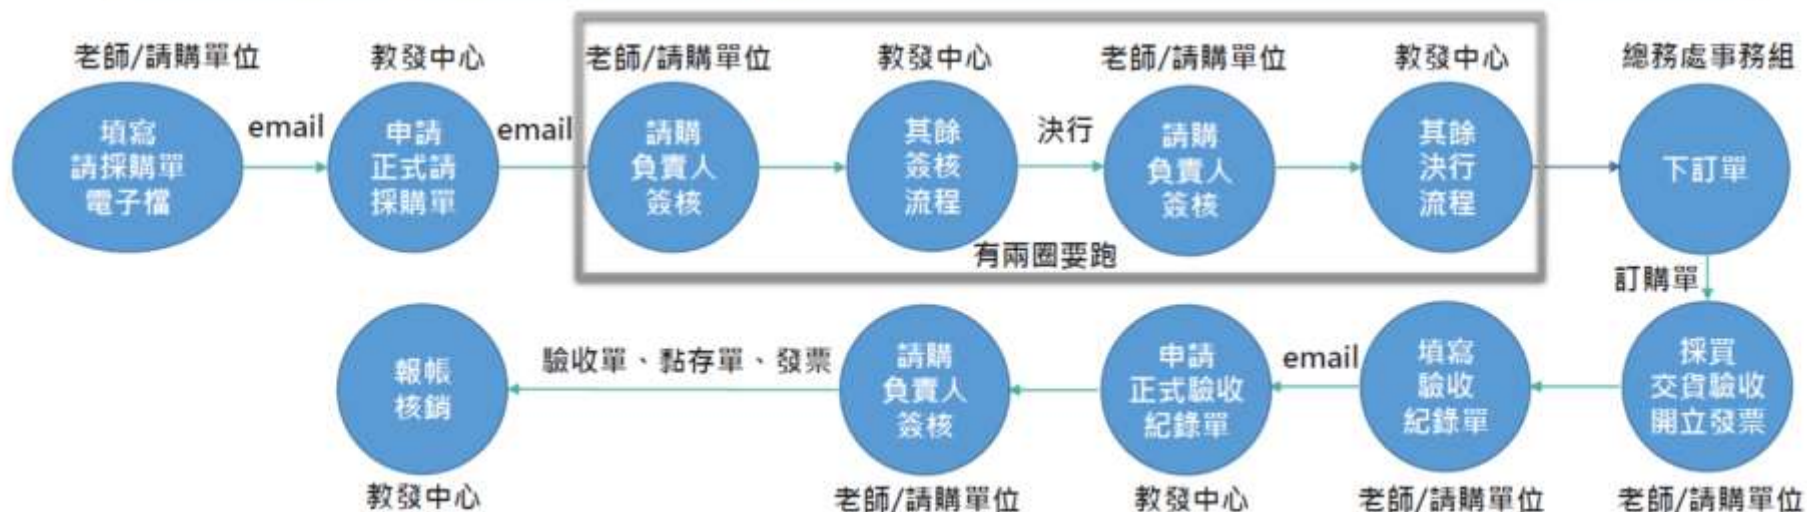 老師/請購單位
教發中心
老師/請購單位
教發中心
老師/請購單位
教發中心
總務處事務組
填寫
請採購單
電子檔
email
申請
正式請
採購單
email
請購
負責人
簽核
其餘
簽核
流程
決行
請購
負責人
簽核
其餘
決行
流程
下訂單
有兩圈要跑
訂購單
採買
交貨驗收
開立發票
填寫
驗收
紀錄單
email
申請
正式驗收
紀錄單
請購
負責人
簽核
驗收單、黏存單、發票
報帳
核銷
教發中心
老師/請購單位
教發中心
老師/請購單位
老師/請購單位